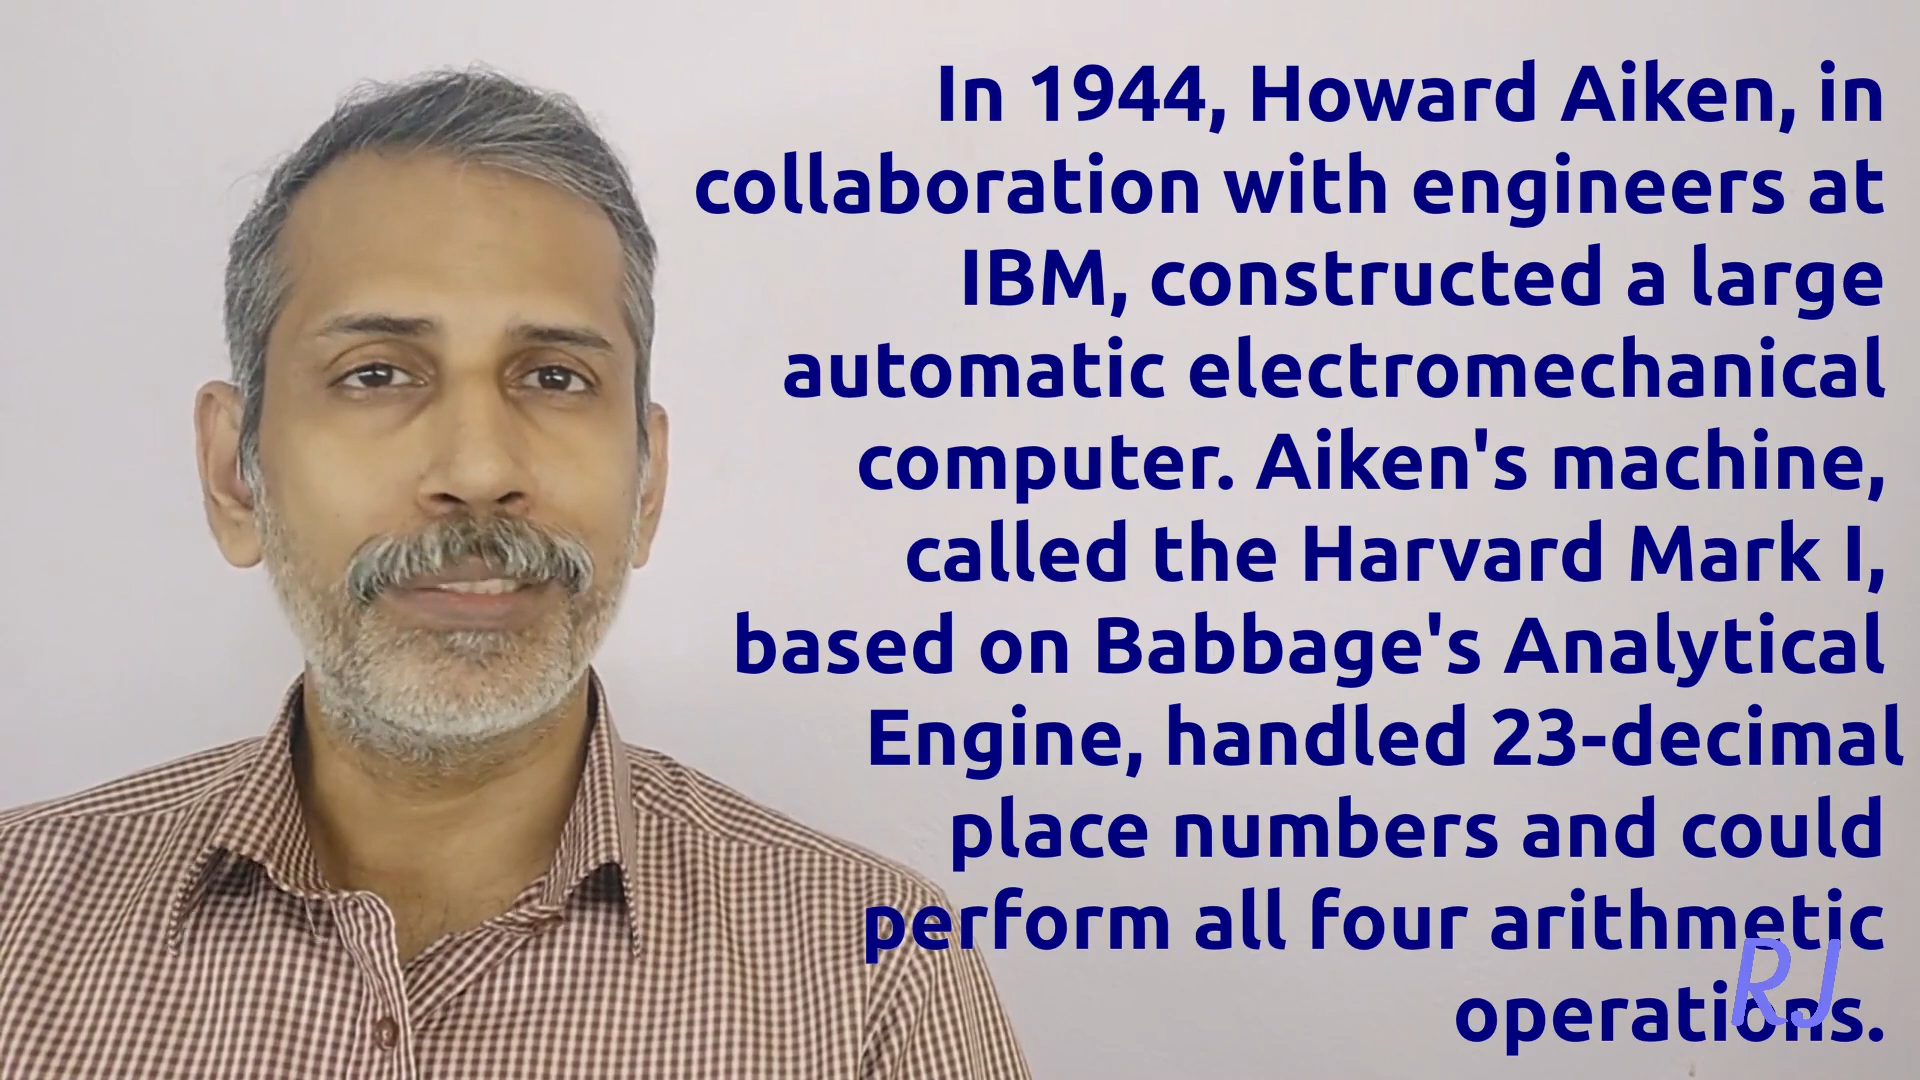 In 1944, Howard Aiken, in
collaboration with engineers at
IBM, constructed a large
automatic electromechanical
computer. Aiken's machine,
called the Harvard Mark I,
based on Babbage's Analytical
Engine, handled 23-decimal
place numbers and could
perform all four arithmetic
operations.
RJ